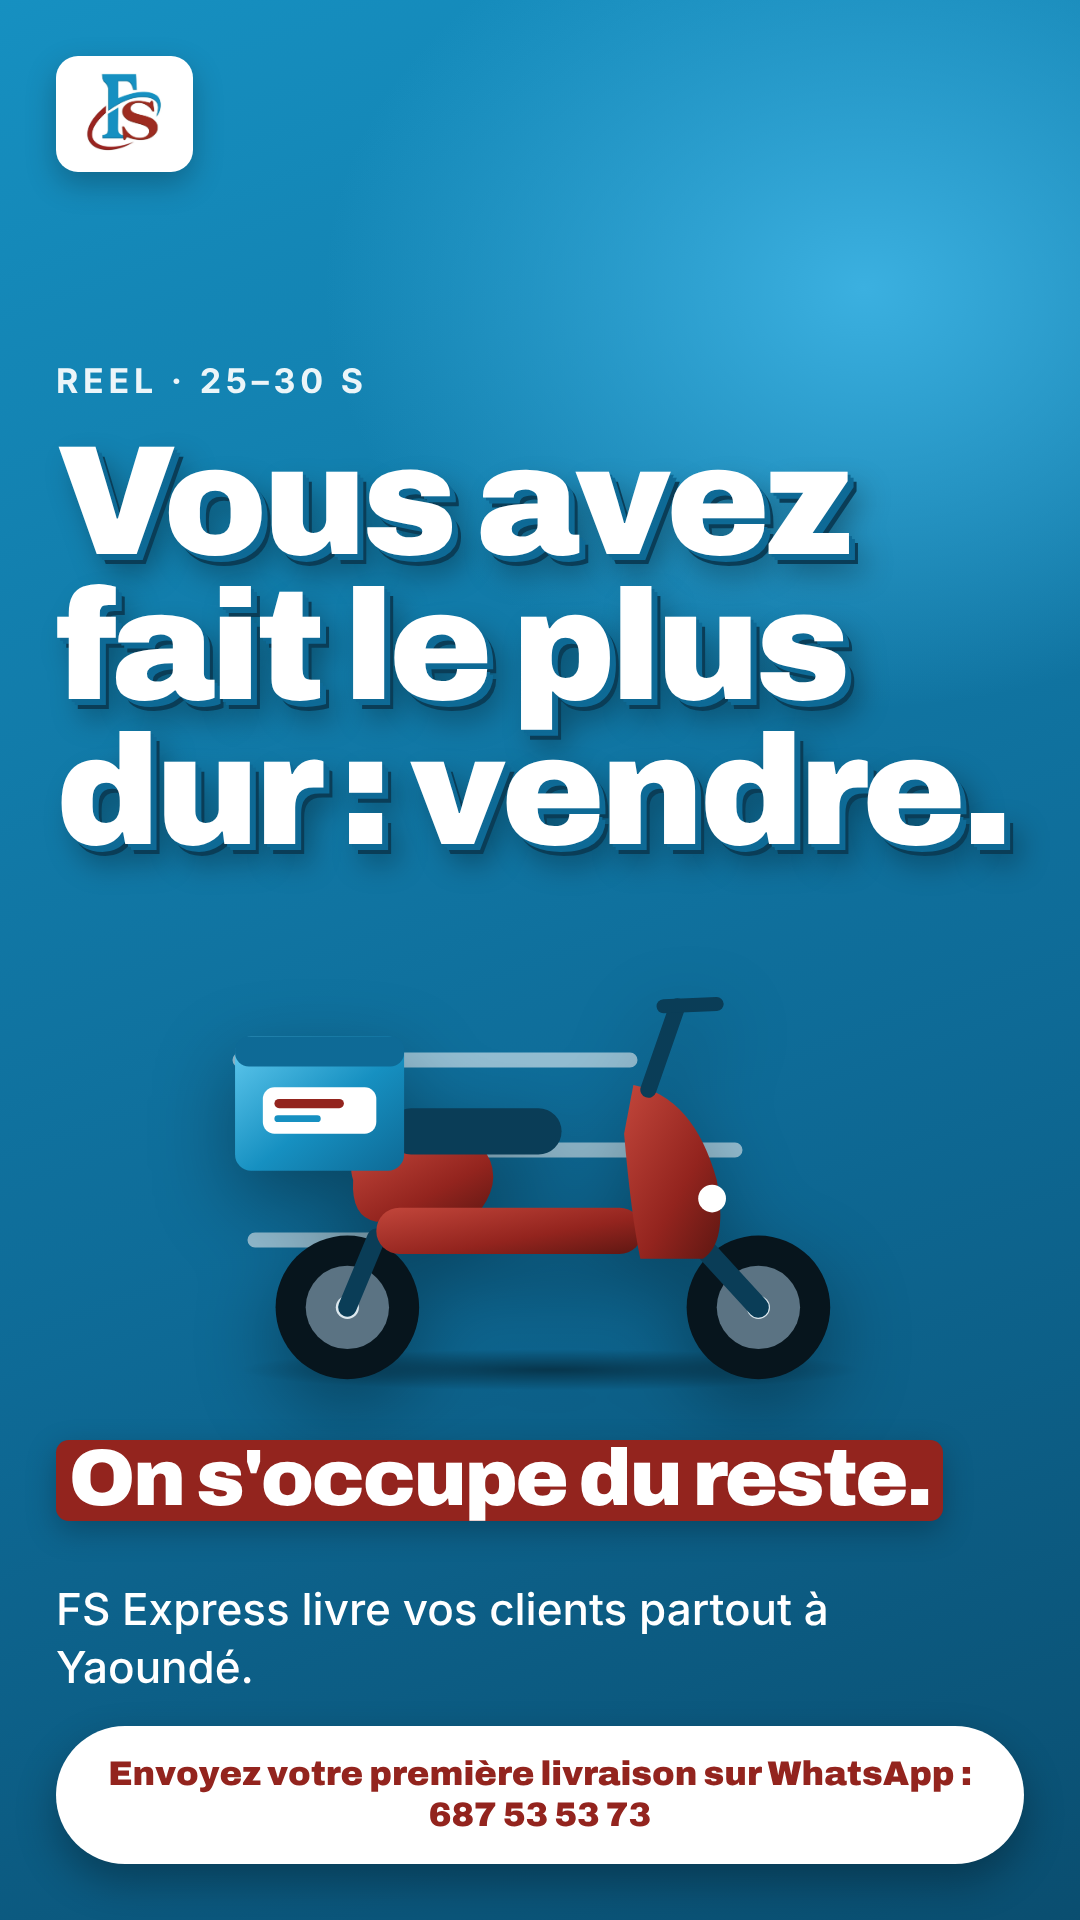 FS
REEL · 25–30 S
Vous avez
fait le plus
dur : vendre.
On s'occupe du reste.
FS Express livre vos clients partout à
Yaoundé.
Envoyez votre première livraison sur WhatsApp :
687 53 53 73